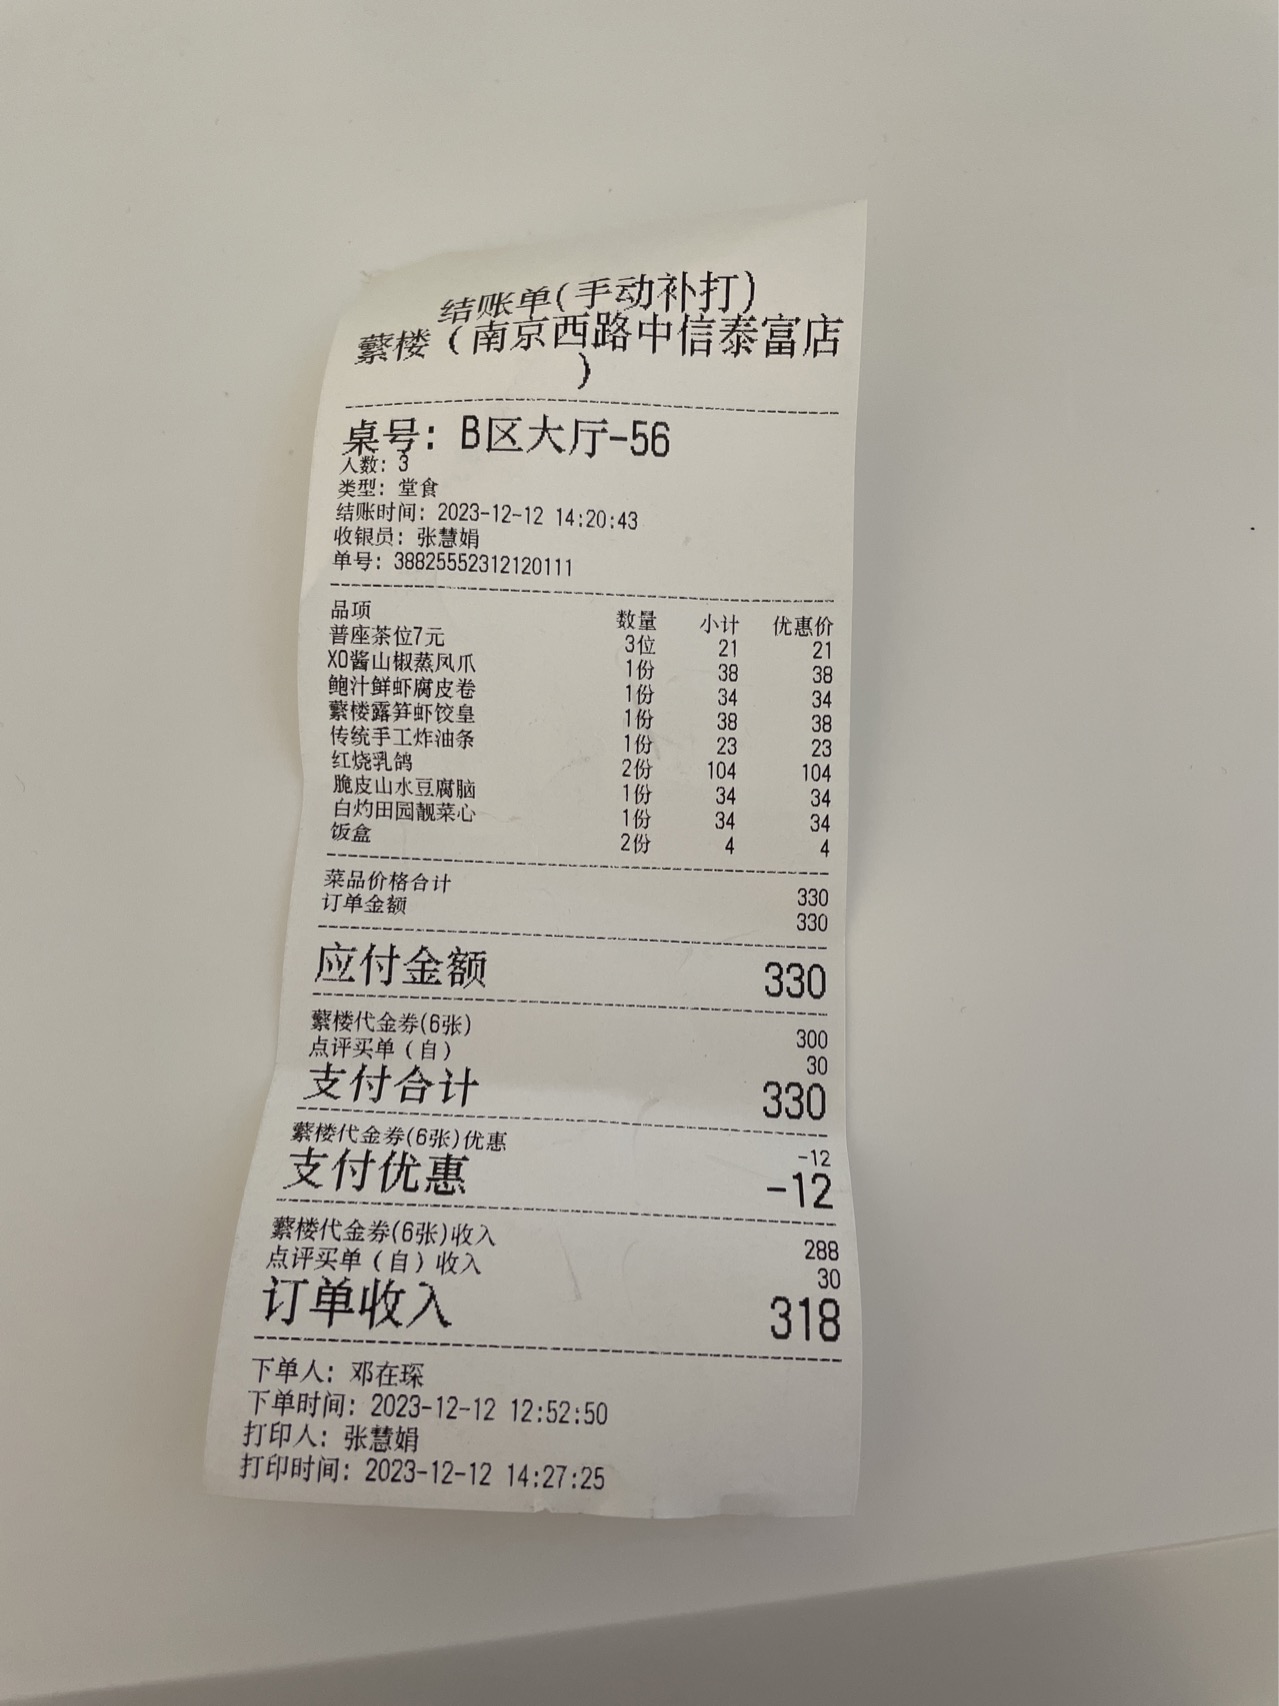 结账单(手动补打)
蘩楼（南京西路中信泰富店
）
桌号: B区大厅-56
人数: 3
类型: 堂食
结账时间: 2023-12-12 14:20:43
收银员: 张慧娟
单号: 38825552312120111
品项 数量 小计 优惠价
普座茶位7元 3位 21 21
XO酱山椒蒸凤爪 1份 38 38
鲍汁鲜虾腐皮卷 1份 34 34
蘩楼露笋虾饺皇 1份 38 38
传统手工炸油条 1份 23 23
红烧乳鸽 2份 104 104
脆皮山水豆腐脑 1份 34 34
白灼田园靓菜心 1份 34 34
饭盒 2份 4 4
菜品价格合计 330
订单金额 330
应付金额 330
蘩楼代金券(6张) 300
点评买单（自） 30
支付合计 330
蘩楼代金券(6张)优惠 -12
支付优惠 -12
蘩楼代金券(6张)收入 288
点评买单（自）收入 30
订单收入 318
下单人: 邓在琛
下单时间: 2023-12-12 12:52:50
打印人: 张慧娟
打印时间: 2023-12-12 14:27:25